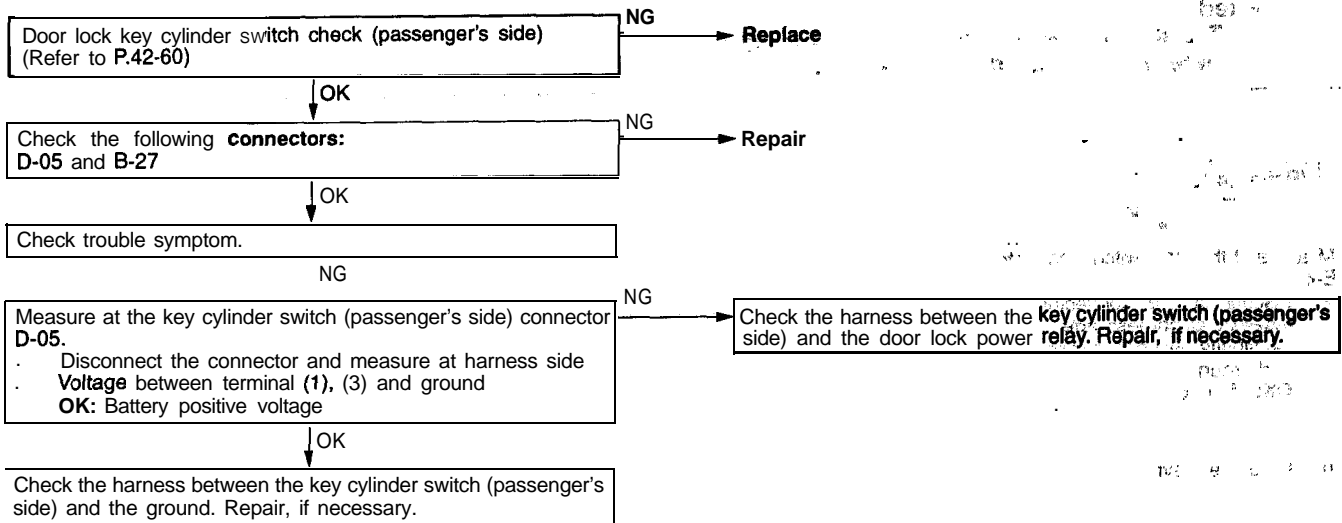 Door lock key cylinder switch check (passenger's side)
(Refer to P.42-60)
NG
Replace
OK
Check the following connectors:
D-05 and B-27
NG
Repair
OK
Check trouble symptom.
NG
Measure at the key cylinder switch (passenger's side) connector
D-05.
. Disconnect the connector and measure at harness side
. Voltage between terminal (1), (3) and ground
OK: Battery positive voltage
NG
Check the harness between the key cylinder switch (passenger's
side) and the door lock power relay. Repair, if necessary.
OK
Check the harness between the key cylinder switch (passenger's
side) and the ground. Repair, if necessary.